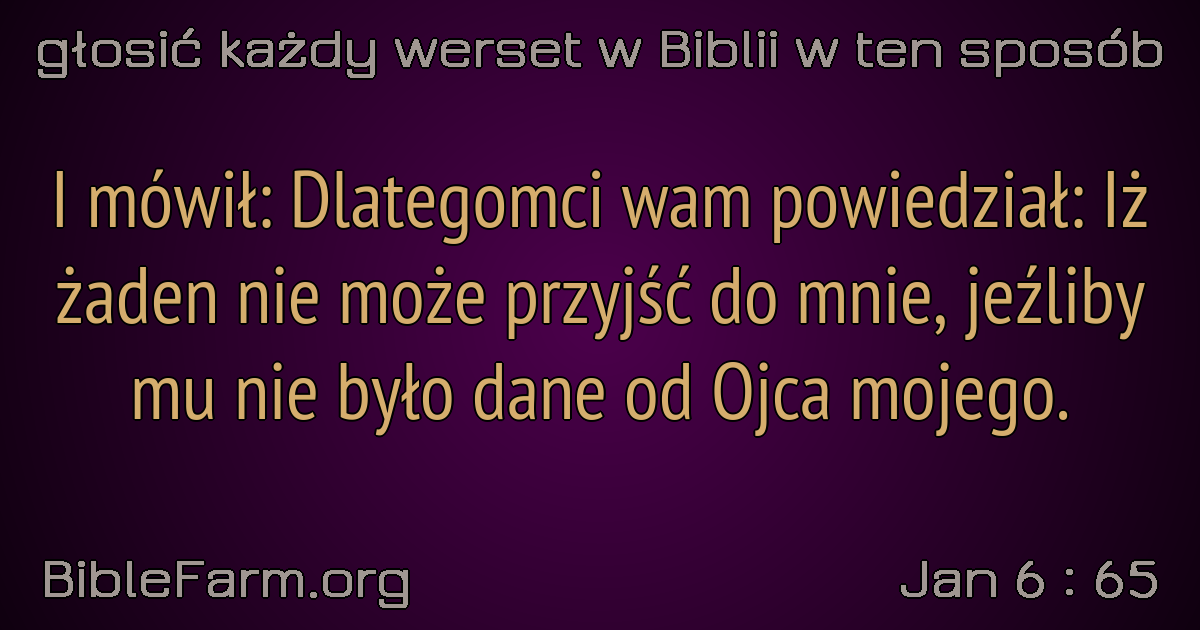 głosić każdy werset w Biblii w ten sposób
I mówił: Dlategomci wam powiedział: Iż
żaden nie może przyjść do mnie, jeźliby
mu nie było dane od Ojca mojego.
BibleFarm.org
Jan 6 : 65